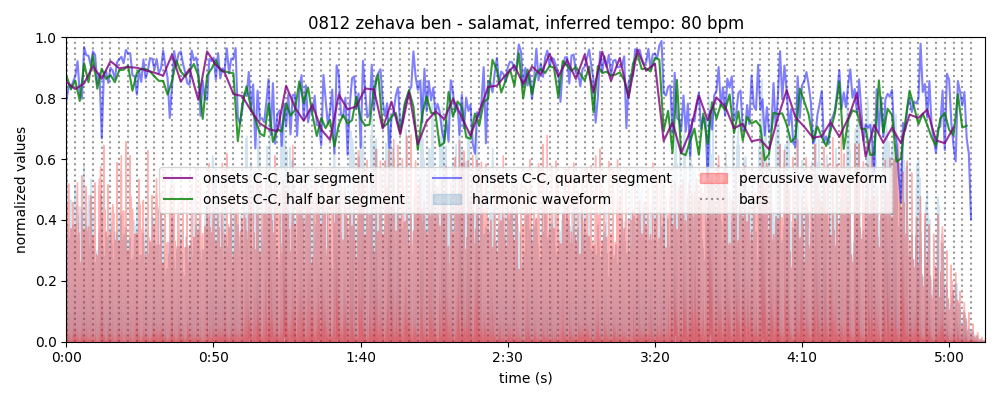 0812 zehava ben - salamat, inferred tempo: 80 bpm
1.0
0.8
0.6
0.4
0.2
0.0
normalized values
onsets C-C, bar segment
onsets C-C, half bar segment
onsets C-C, quarter segment
harmonic waveform
percussive waveform
bars
0:00 0:50 1:40 2:30 3:20 4:10 5:00
time (s)